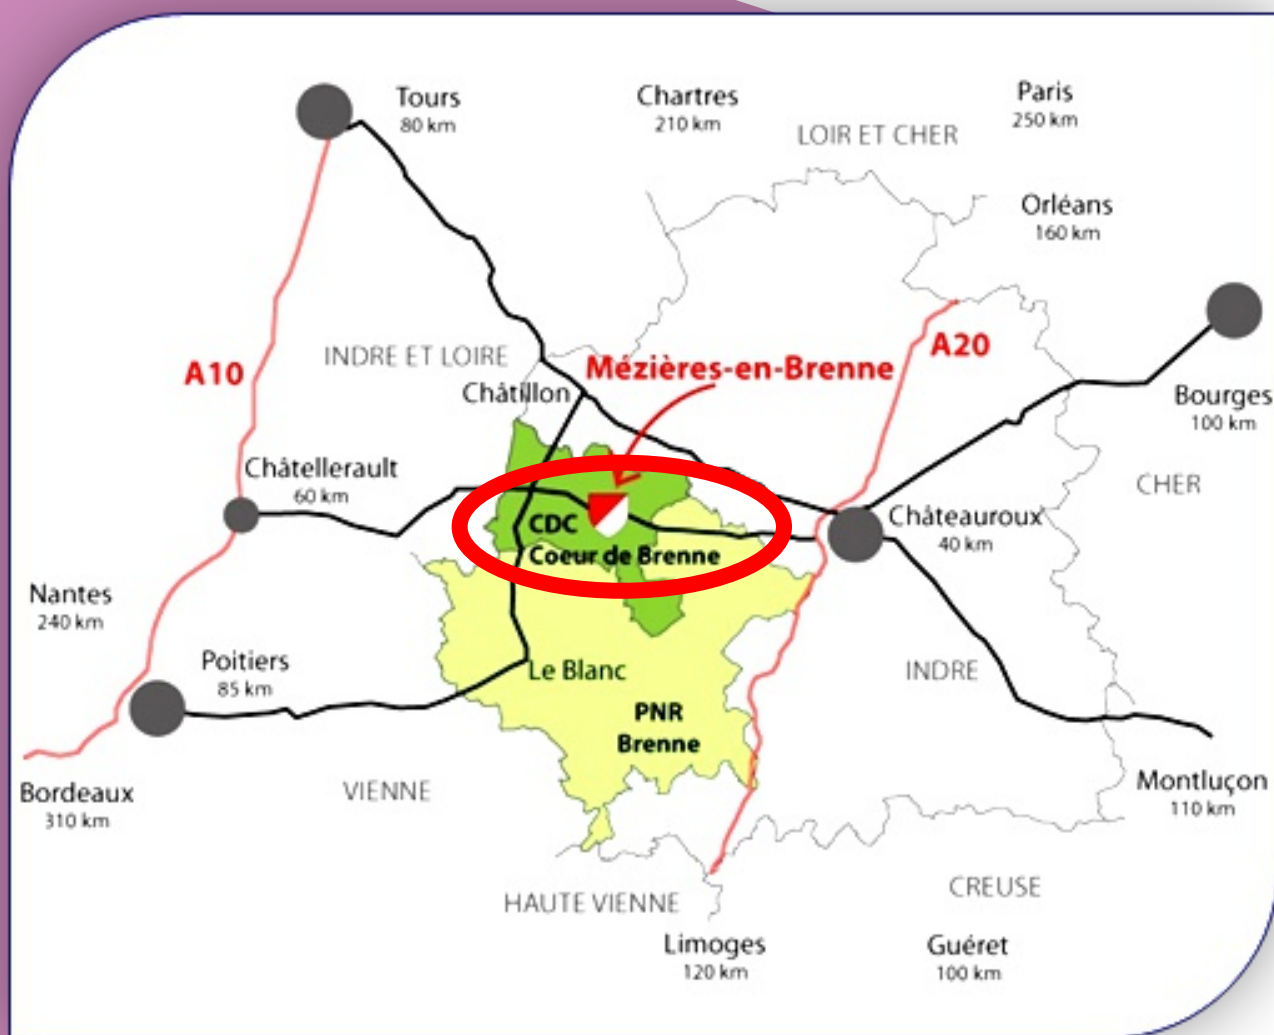 Tours
80 km
Chartres
210 km
Paris
250 km
LOIR ET CHER
Orléans
160 km
A10
INDRE ET LOIRE
Mézières-en-Brenne
A20
Châtillon
Bourges
100 km
Châtellerault
60 km
CHER
CDC
Coeur de Brenne
Châteauroux
40 km
Nantes
240 km
Poitiers
85 km
Le Blanc
INDRE
PNR
Brenne
Bordeaux
310 km
VIENNE
Montluçon
110 km
HAUTE VIENNE
CREUSE
Limoges
120 km
Guéret
100 km